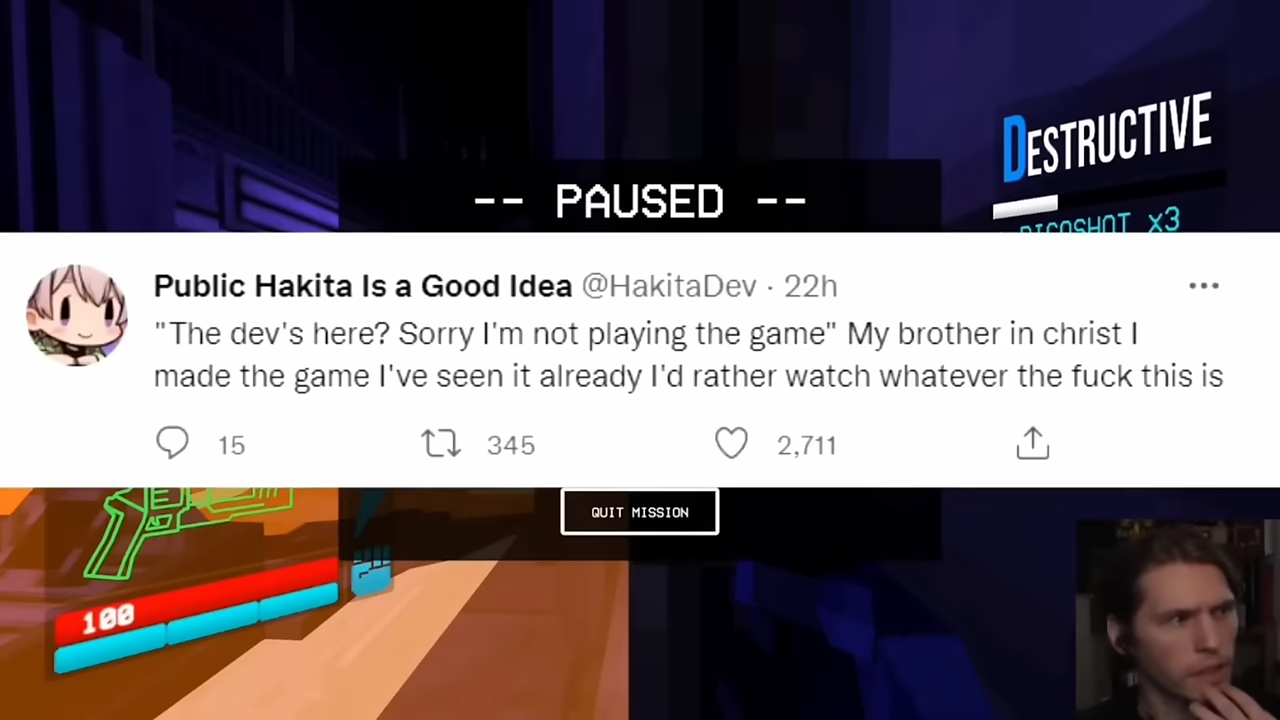 DESTRUCTIVE
-- PAUSED --
RICOSHOT x3
Public Hakita Is a Good Idea @HakitaDev · 22h
"The dev's here? Sorry I'm not playing the game" My brother in christ I
made the game I've seen it already I'd rather watch whatever the fuck this is
15 345 2,711
QUIT MISSION
100